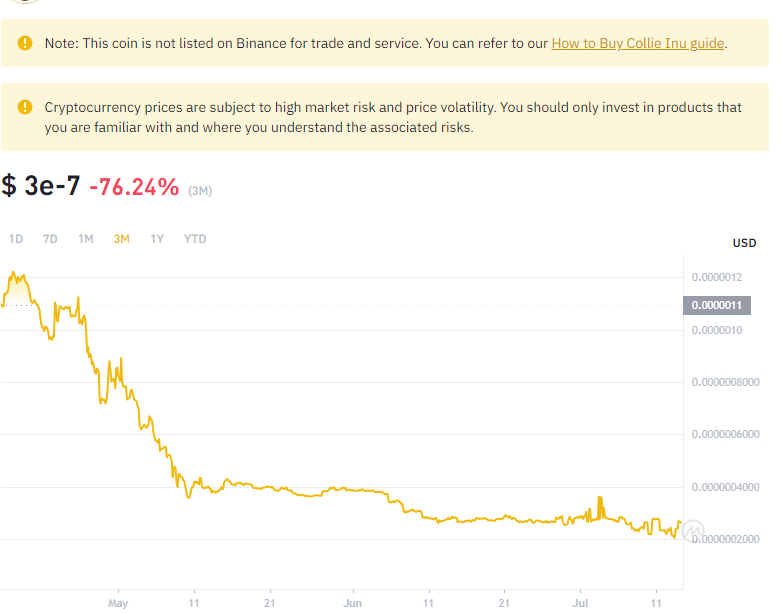 Note: This coin is not listed on Binance for trade and service. You can refer to our How to Buy Collie Inu guide.
Cryptocurrency prices are subject to high market risk and price volatility. You should only invest in products that
you are familiar with and where you understand the associated risks.
$ 3e-7 -76.24% (3M)
1D 7D 1M 3M 1Y YTD
USD
0.0000012
0.0000011
0.0000010
0.0000008000
0.0000006000
0.0000004000
0.0000002000
May 11 21 Jun 11 21 Jul 11